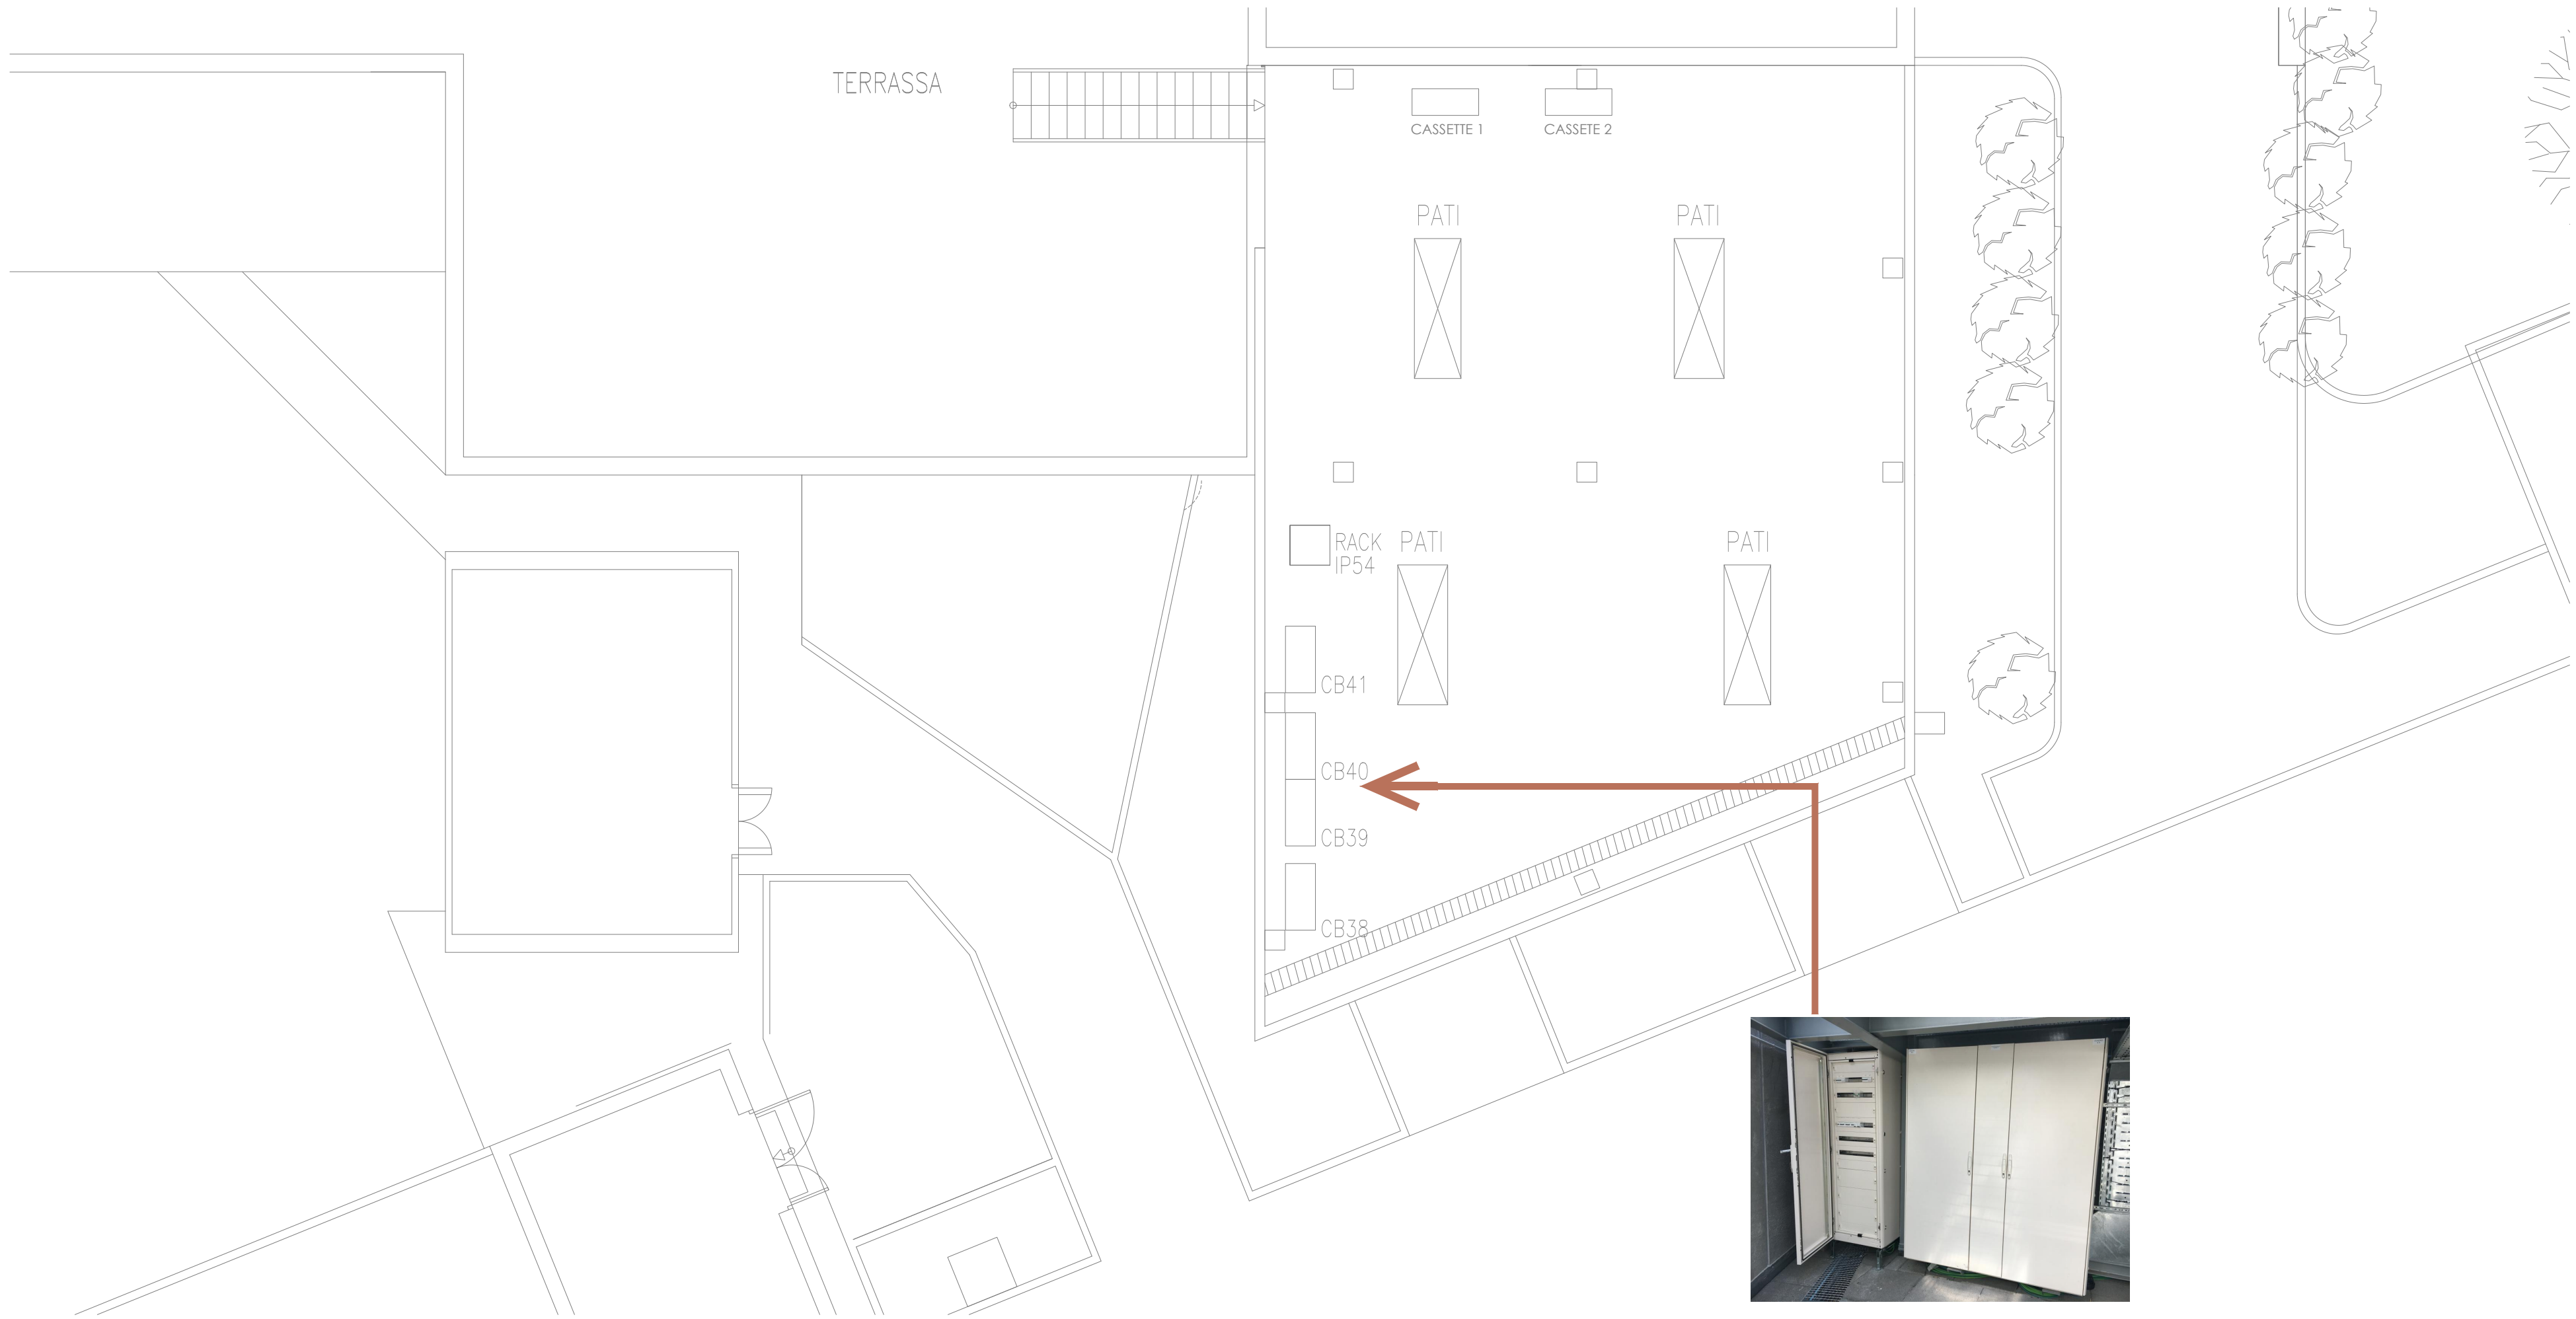 TERRASSA
CASSETTE 1
CASSETE 2
PATI
PATI
RACK
IP54
PATI
PATI
CB41
CB40
CB39
CB38